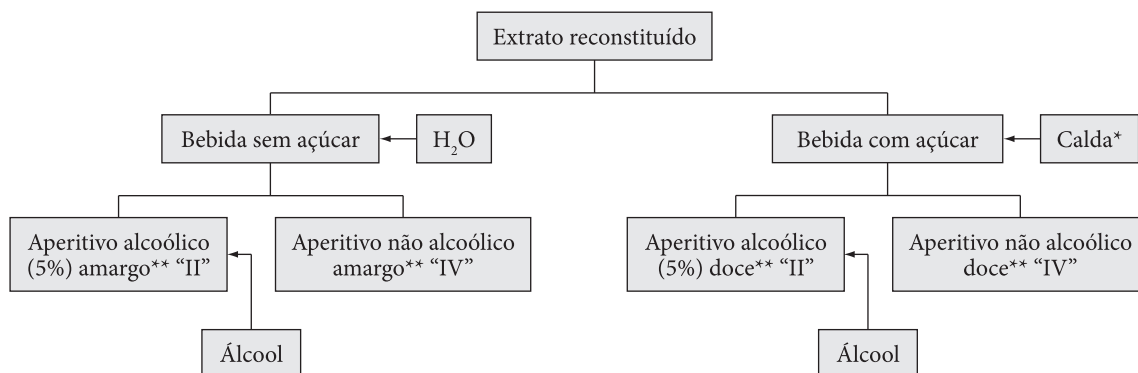 Extrato reconstituído
Bebida sem açúcar
H₂O
Bebida com açúcar
Calda*
Aperitivo alcoólico
(5%) amargo** “II”
Aperitivo não alcoólico
amargo** “IV”
Aperitivo alcoólico
(5%) doce** “II”
Aperitivo não alcoólico
doce** “IV”
Álcool
Álcool